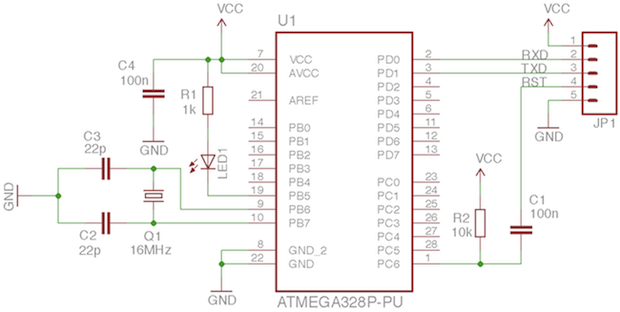 VCC
U1
VCC
C4
100n
7
VCC
PD0
2
RXD
1
20
AVCC
PD1
3
TXD
2
R1
1k
PD2
4
RST
3
21
AREF
PD3
5
4
PD4
6
5
14
PB0
PD5
11
GND
JP1
15
PB1
PD6
12
GND
16
PB2
PD7
13
C3
22p
LED1
17
PB3
VCC
18
PB4
PC0
23
19
PB5
PC1
24
GND
9
PB6
PC2
25
R2
10k
C1
100n
10
PB7
PC3
26
C2
22p
Q1
16MHz
PC4
27
8
GND_2
PC5
28
22
GND
PC6
1
GND
ATMEGA328P-PU